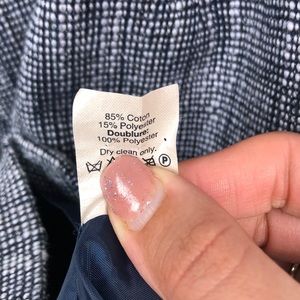 85% Coton
15% Polyester
Doublure:
100% Polyester
Dry clean only.
P